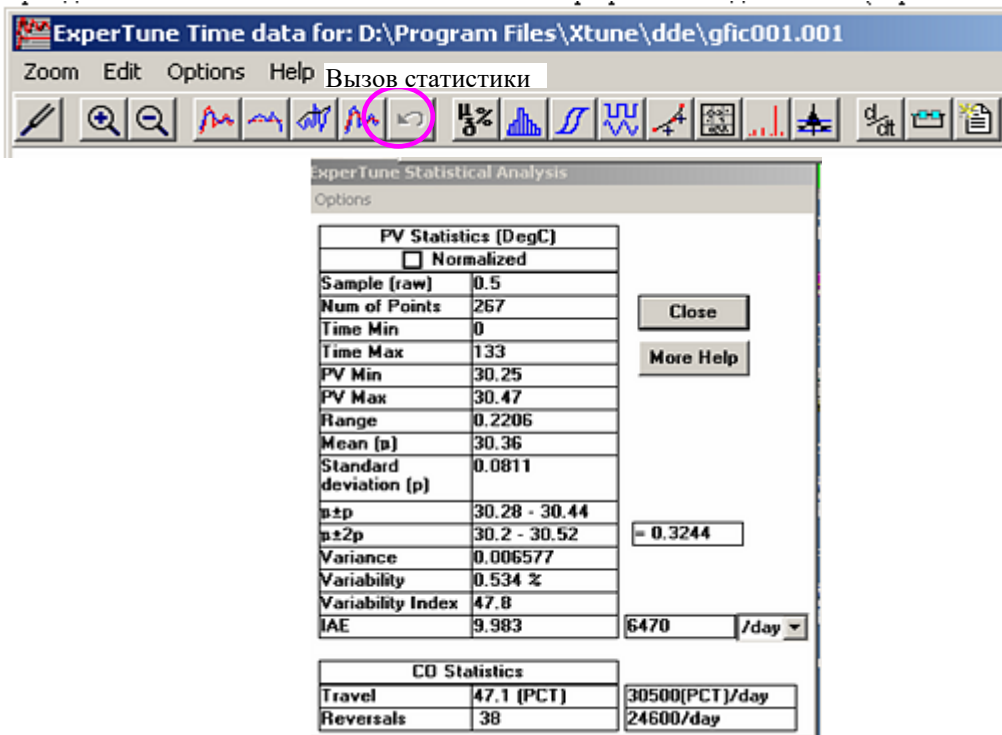 ExperTune Time data for: D:\Program Files\Xtune\dde\gfic001.001
Zoom Edit Options Help Вызов статистики
ExperTune Statistical Analysis
Options
PV Statistics (DegC)
Normalized
Sample (raw) 0.5
Num of Points 267
Close
Time Min 0
Time Max 133
More Help
PV Min 30.25
PV Max 30.47
Range 0.2206
Mean (µ) 30.36
Standard
deviation (p) 0.0811
µ±p 30.28 - 30.44
µ±2p 30.2 - 30.52 = 0.3244
Variance 0.006577
Variability 0.534 %
Variability Index 47.8
IAE 9.983 6470 /day
CO Statistics
Travel 47.1 (PCT) 30500(PCT)/day
Reversals 38 24600/day